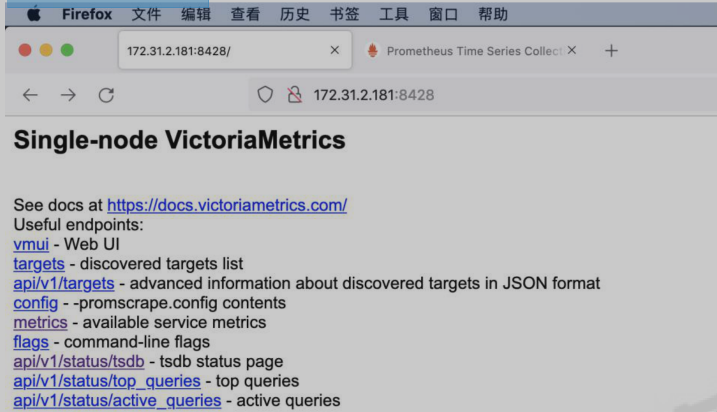 Firefox 文件 编辑 查看 历史 书签 工具 窗口 帮助
172.31.2.181:8428/ Prometheus Time Series Collect
172.31.2.181:8428
Single-node VictoriaMetrics
See docs at https://docs.victoriametrics.com/
Useful endpoints:
vmui - Web UI
targets - discovered targets list
api/v1/targets - advanced information about discovered targets in JSON format
config - -promscrape.config contents
metrics - available service metrics
flags - command-line flags
api/v1/status/tsdb - tsdb status page
api/v1/status/top_queries - top queries
api/v1/status/active_queries - active queries